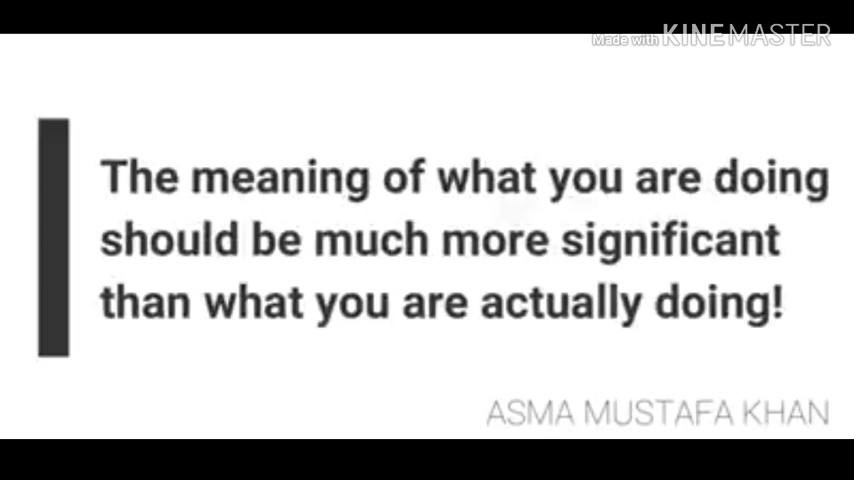 Made with KINEMASTER
The meaning of what you are doing
should be much more significant
than what you are actually doing!
ASMA MUSTAFA KHAN